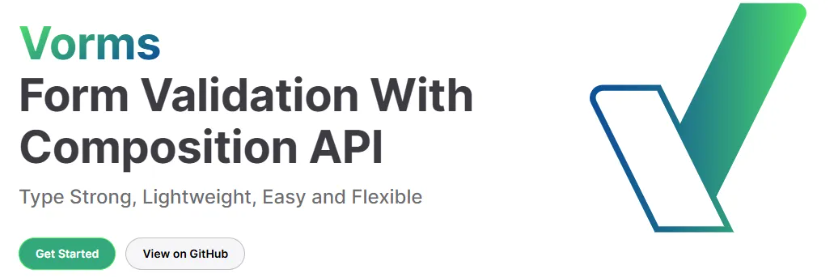 Vorms
Form Validation With
Composition API
Type Strong, Lightweight, Easy and Flexible
Get Started
View on GitHub